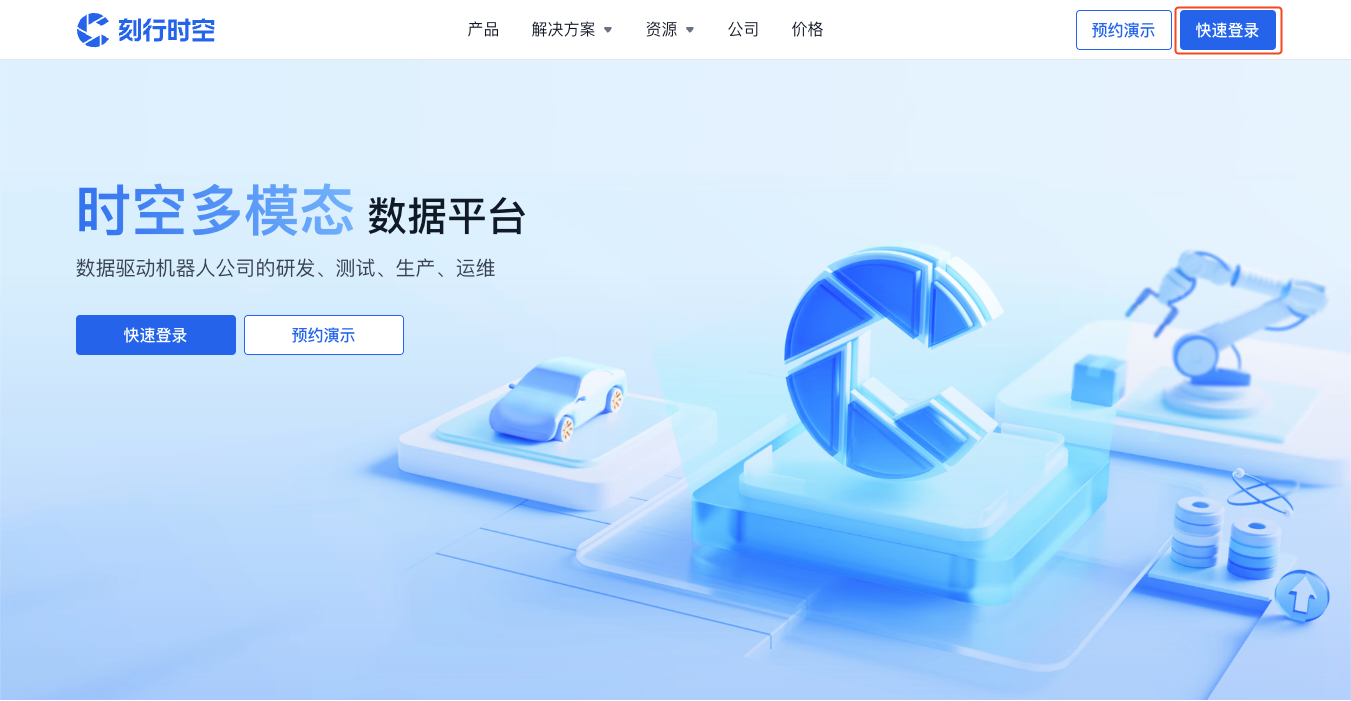 刻行时空
产品 解决方案 资源 公司 价格
预约演示 快速登录
时空多模态 数据平台
数据驱动机器人公司的研发、测试、生产、运维
快速登录 预约演示